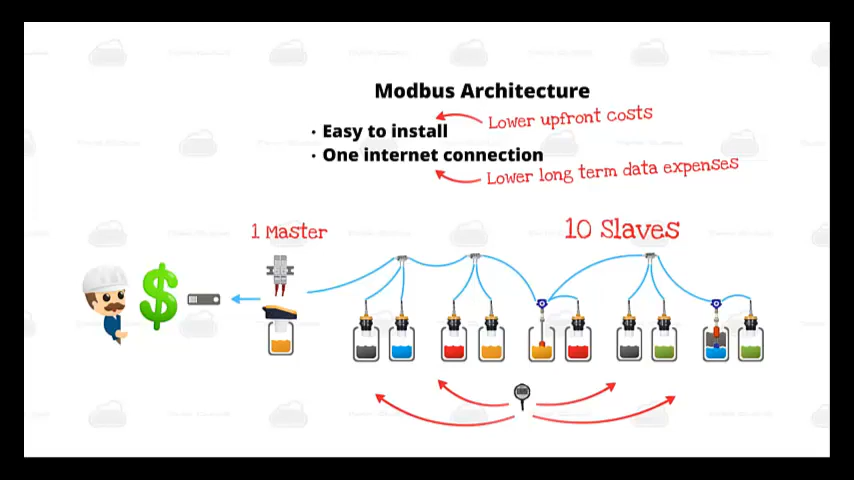 Modbus Architecture
Lower upfront costs
· Easy to install
· One internet connection
Lower long term data expenses
1 Master
10 Slaves